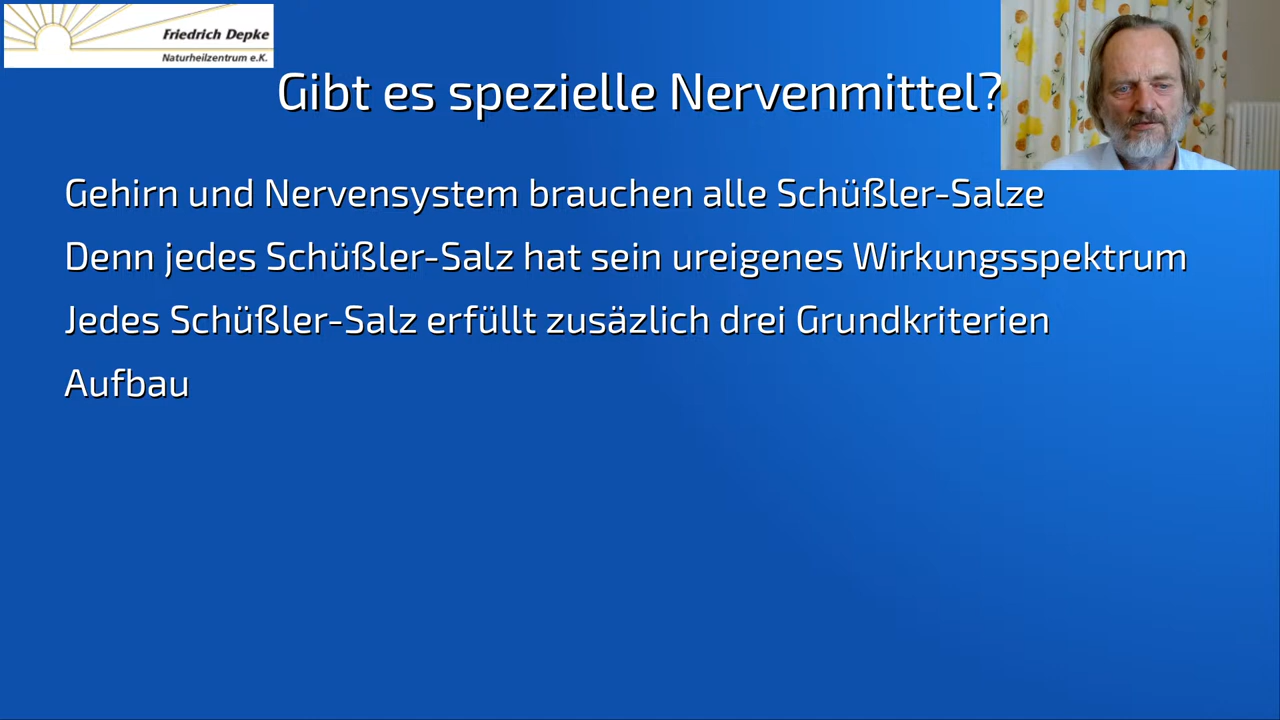 Friedrich Depke
Naturheilzentrum e.K.
Gibt es spezielle Nervenmittel?
Gehirn und Nervensystem brauchen alle Schüßler-Salze
Denn jedes Schüßler-Salz hat sein ureigenes Wirkungsspektrum
Jedes Schüßler-Salz erfüllt zusäzlich drei Grundkriterien
Aufbau